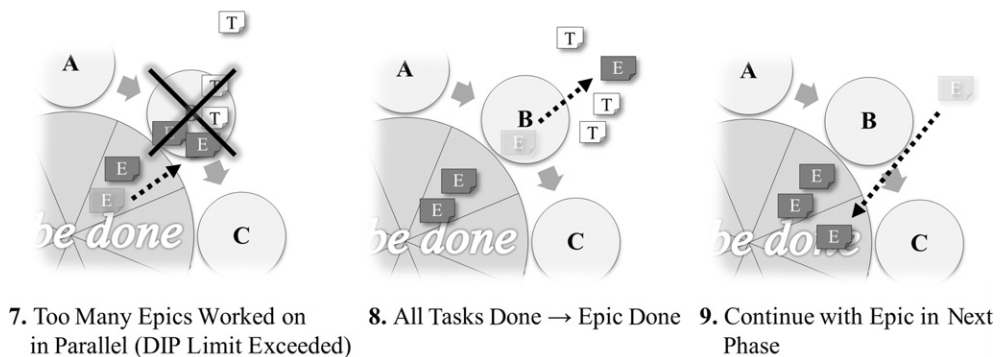 T
A
T
T
B
E
E
E
E
be done
C
7. Too Many Epics Worked on
in Parallel (DIP Limit Exceeded)
T
A
E
T
B
T
E
E
E
be done
C
8. All Tasks Done → Epic Done
A
E
B
E
E
E
be done
C
9. Continue with Epic in Next
Phase